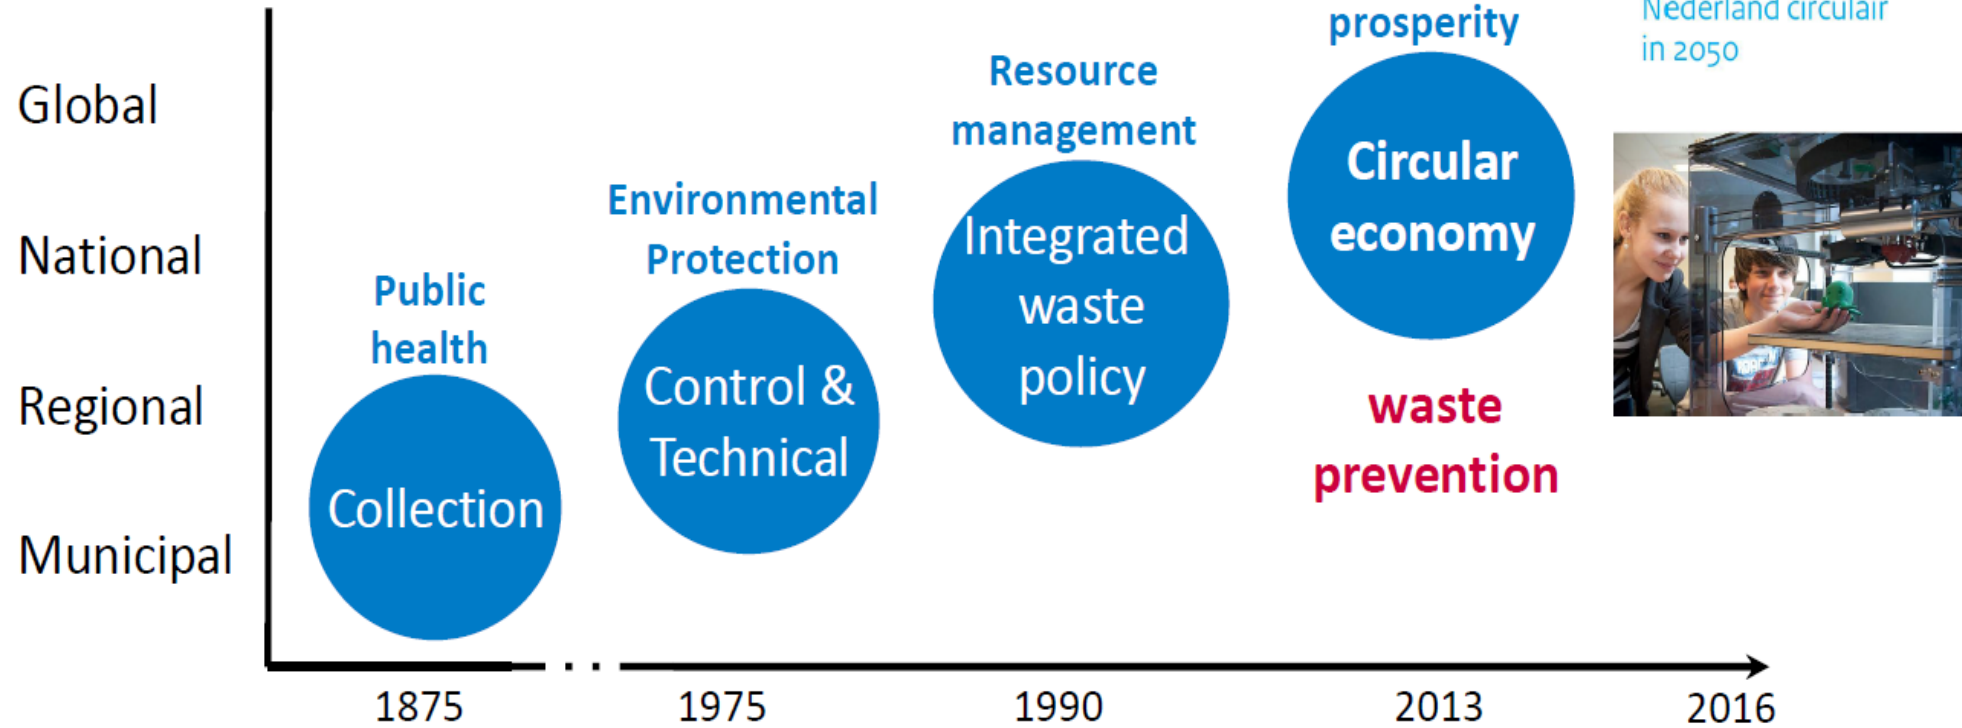 prosperity
Nederland circulair
in 2050
Resource
management
Global
Circular
economy
Environmental
Protection
Integrated
waste
policy
National
Public
health
Control &
Technical
Regional
waste
prevention
Collection
Municipal
1875
1975
1990
2013
2016